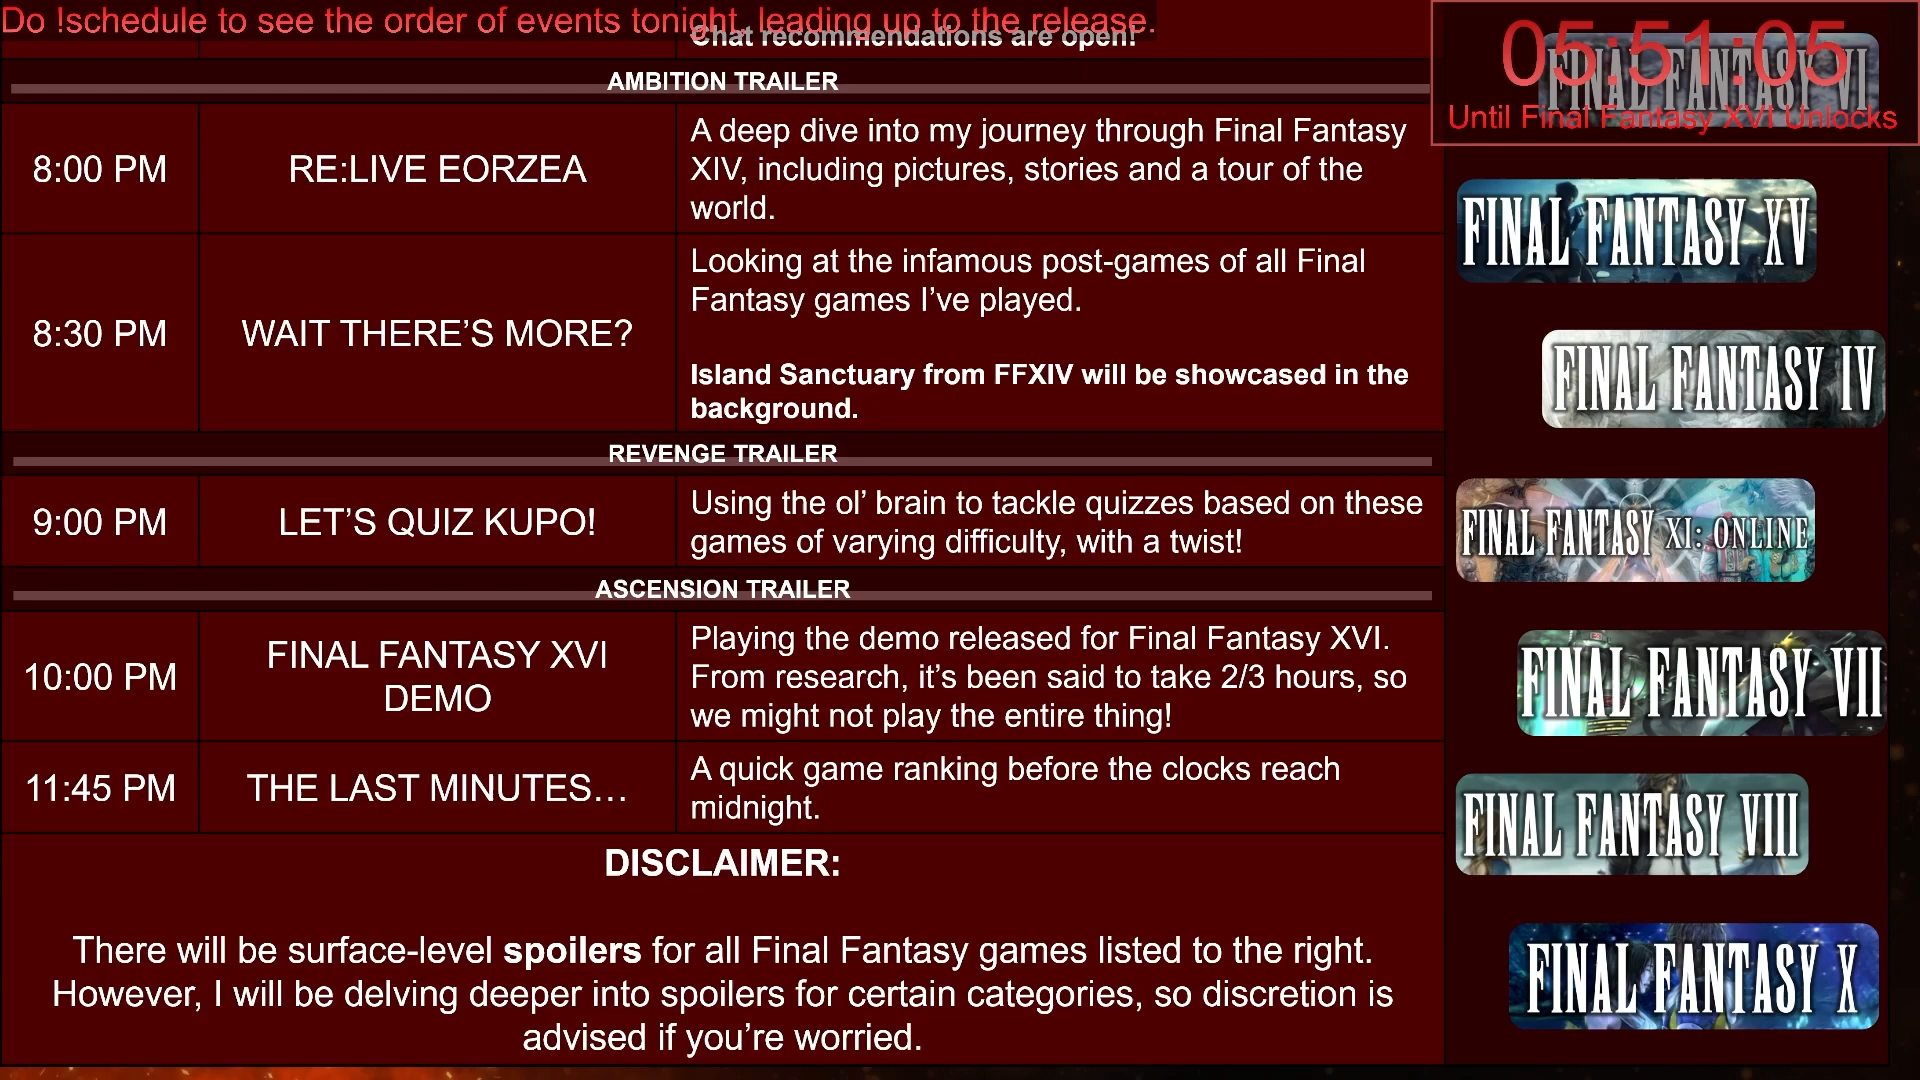 Do !schedule to see the order of events tonight, leading up to the release.
Chat recommendations are open!
05:51:05
Until Final Fantasy XVI Unlocks
FINAL FANTASY VI
AMBITION TRAILER
8:00 PM
RE:LIVE EORZEA
A deep dive into my journey through Final Fantasy
XIV, including pictures, stories and a tour of the
world.
8:30 PM
WAIT THERE’S MORE?
Looking at the infamous post-games of all Final
Fantasy games I’ve played.
Island Sanctuary from FFXIV will be showcased in the
background.
REVENGE TRAILER
9:00 PM
LET’S QUIZ KUPO!
Using the ol’ brain to tackle quizzes based on these
games of varying difficulty, with a twist!
ASCENSION TRAILER
10:00 PM
FINAL FANTASY XVI
DEMO
Playing the demo released for Final Fantasy XVI.
From research, it’s been said to take 2/3 hours, so
we might not play the entire thing!
11:45 PM
THE LAST MINUTES…
A quick game ranking before the clocks reach
midnight.
DISCLAIMER:
There will be surface-level spoilers for all Final Fantasy games listed to the right.
However, I will be delving deeper into spoilers for certain categories, so discretion is
advised if you’re worried.
FINAL FANTASY XV
FINAL FANTASY IV
FINAL FANTASY XI: ONLINE
FINAL FANTASY VII
FINAL FANTASY VIII
FINAL FANTASY X